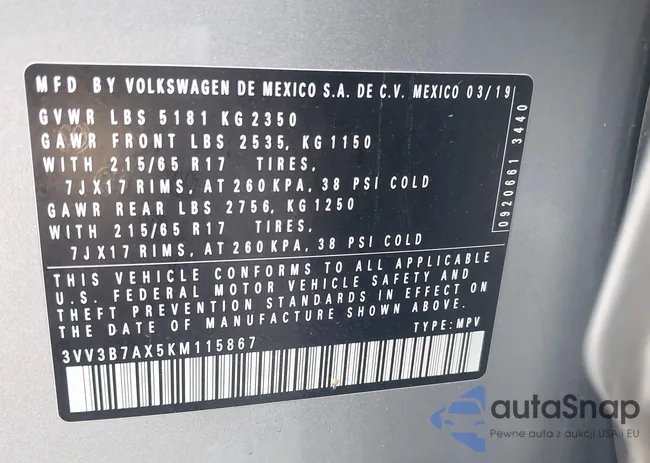 MFD BY VOLKSWAGEN DE MEXICO S.A. DE C.V. MEXICO 03/19
GVWR LBS 5181 KG 2350
GAWR FRONT LBS 2535, KG 1150
WITH 215/65 R17 TIRES,
7JX17 RIMS, AT 260 KPA, 38 PSI COLD
GAWR REAR LBS 2756, KG 1250
WITH 215/65 R17 TIRES,
7JX17 RIMS, AT 260 KPA, 38 PSI COLD
THIS VEHICLE CONFORMS TO ALL APPLICABLE
U.S. FEDERAL MOTOR VEHICLE SAFETY AND
THEFT PREVENTION STANDARDS IN EFFECT ON
THE DATE OF MANUFACTURE SHOWN ABOVE.
3VV3B7AX5KM115867 TYPE: MPV
0920661 3440
autaSnap
Pewne auta z aukcji USA i EU